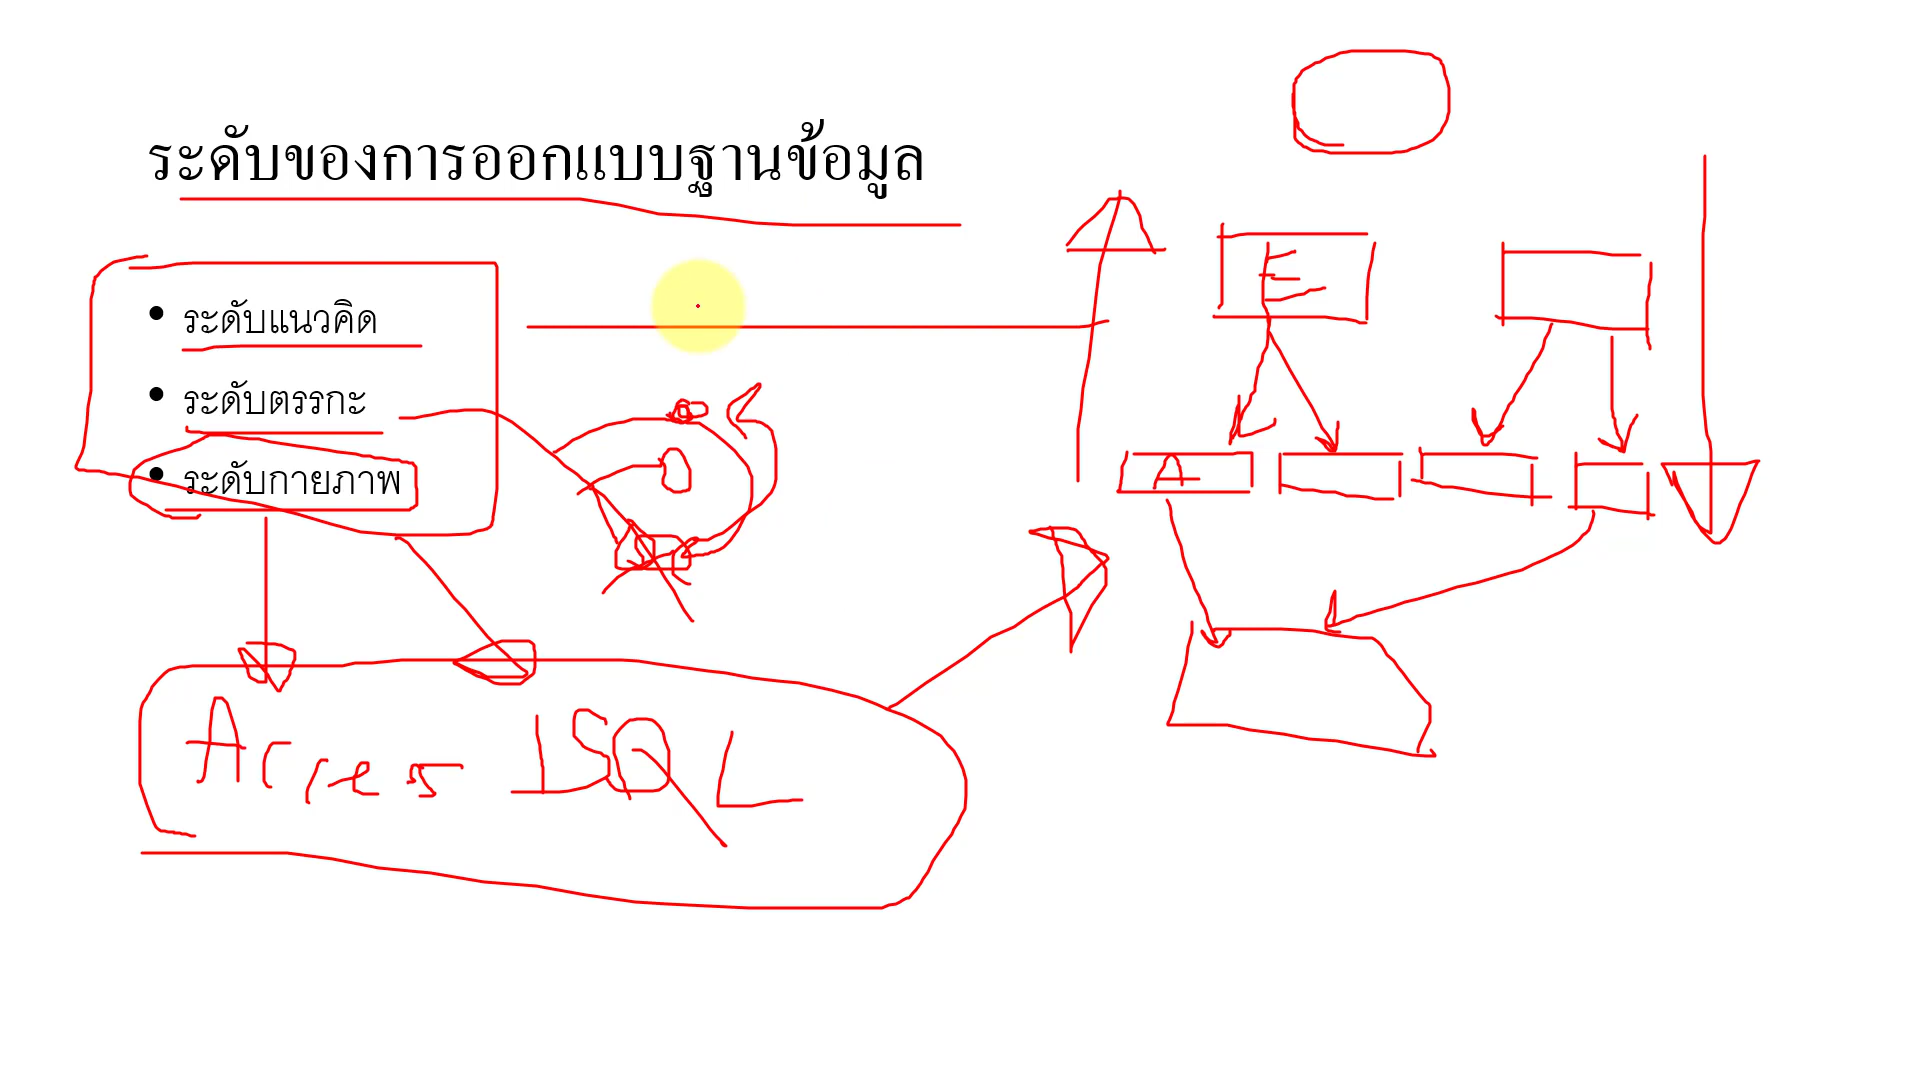 ระดับของการออกแบบฐานข้อมูล
• ระดับแนวคิด
• ระดับตรรกะ
• ระดับกายภาพ
E
A
SQL